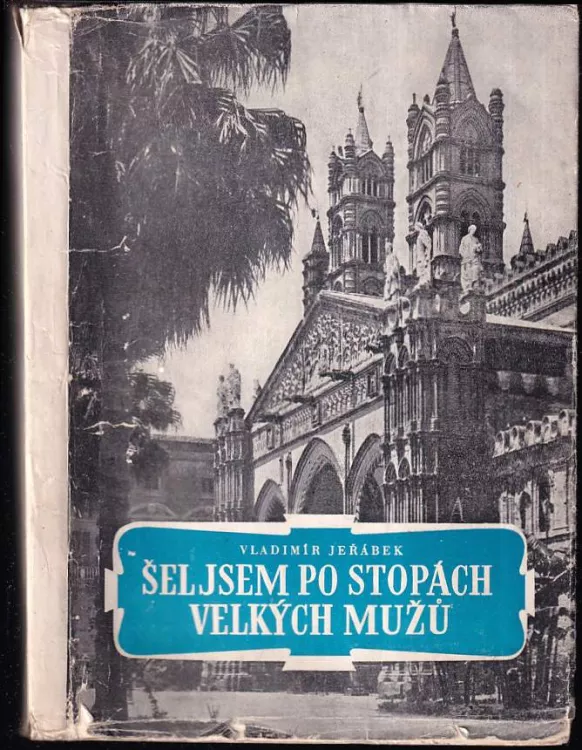 VLADIMÍR JEŘÁBEK
ŠEL JSEM PO STOPÁCH
VELKÝCH MUŽŮ